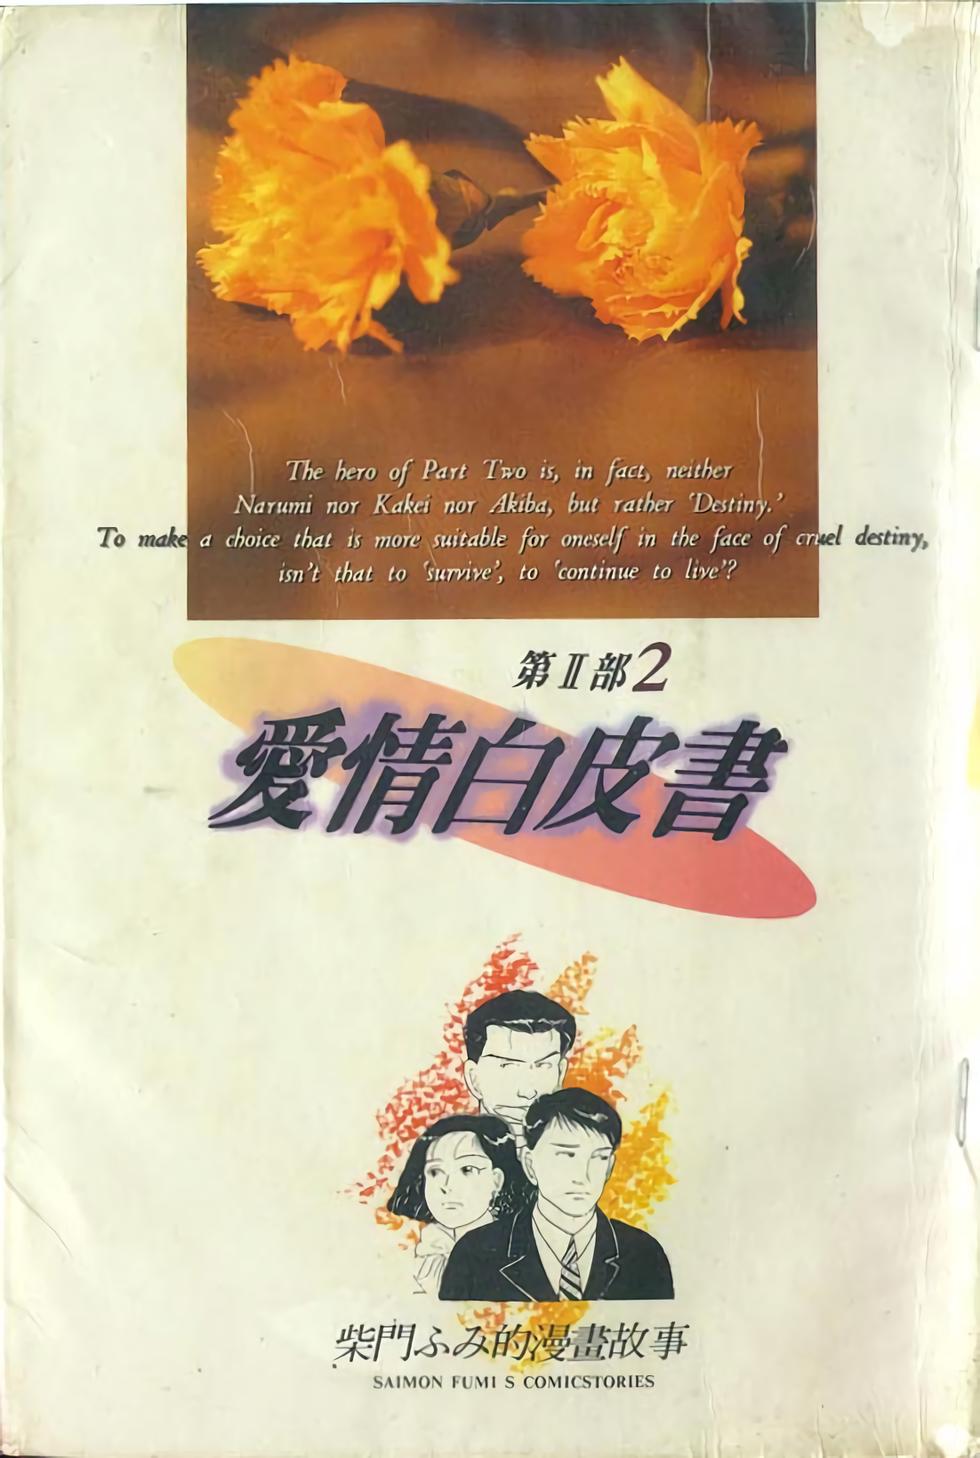 The hero of Part Two is, in fact, neither
Narumi nor Kakei nor Akiba, but rather 'Destiny.'
To make a choice that is more suitable for oneself in the face of cruel destiny,
isn't that to 'survive', to 'continue to live'?
第Ⅱ部2
愛情白皮書
柴門ふみ的漫畫故事
SAIMON FUMI S COMICSTORIES